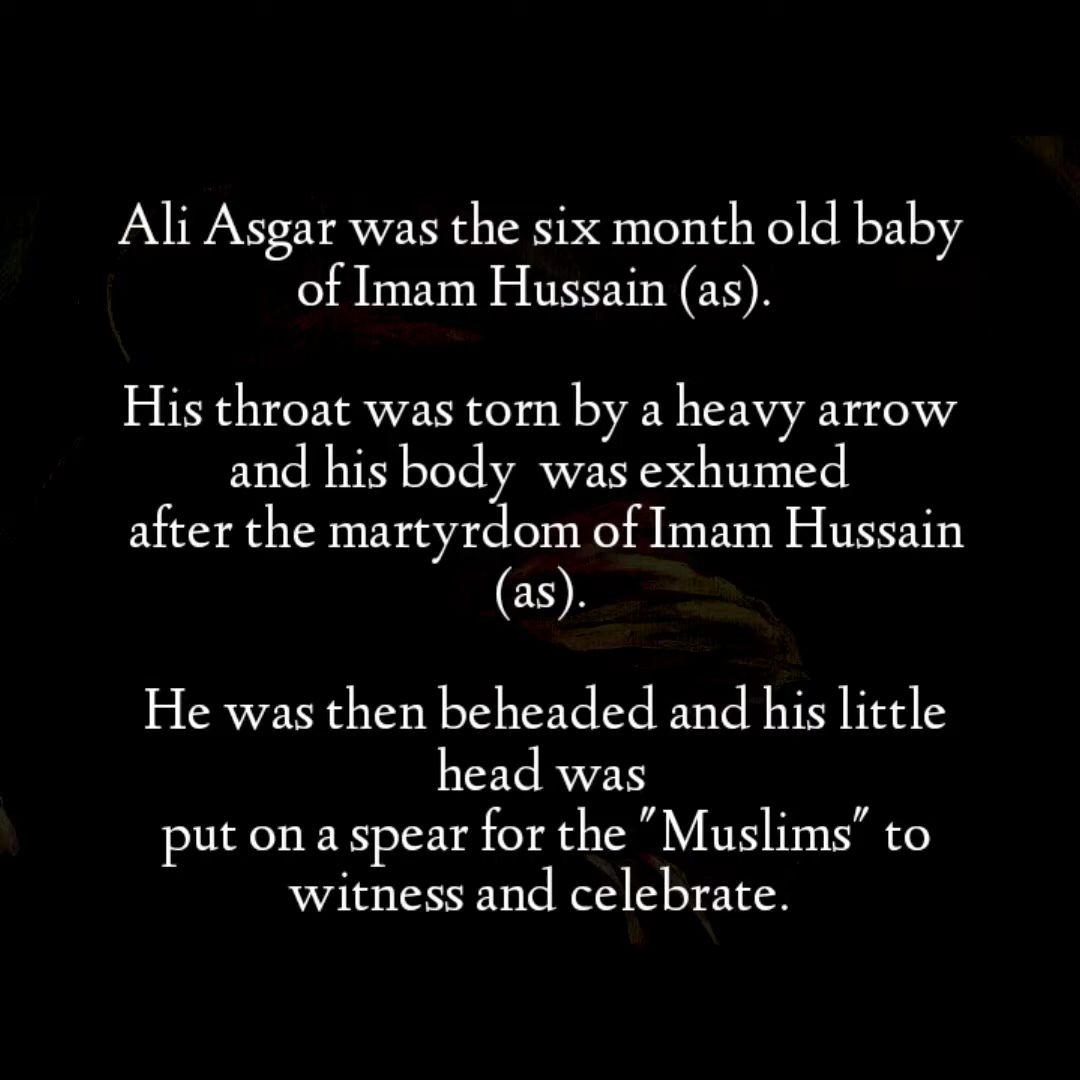 Ali Asgar was the six month old baby
of Imam Hussain (as).
His throat was torn by a heavy arrow
and his body was exhumed
after the martyrdom of Imam Hussain
(as).
He was then beheaded and his little
head was
put on a spear for the "Muslims" to
witness and celebrate.